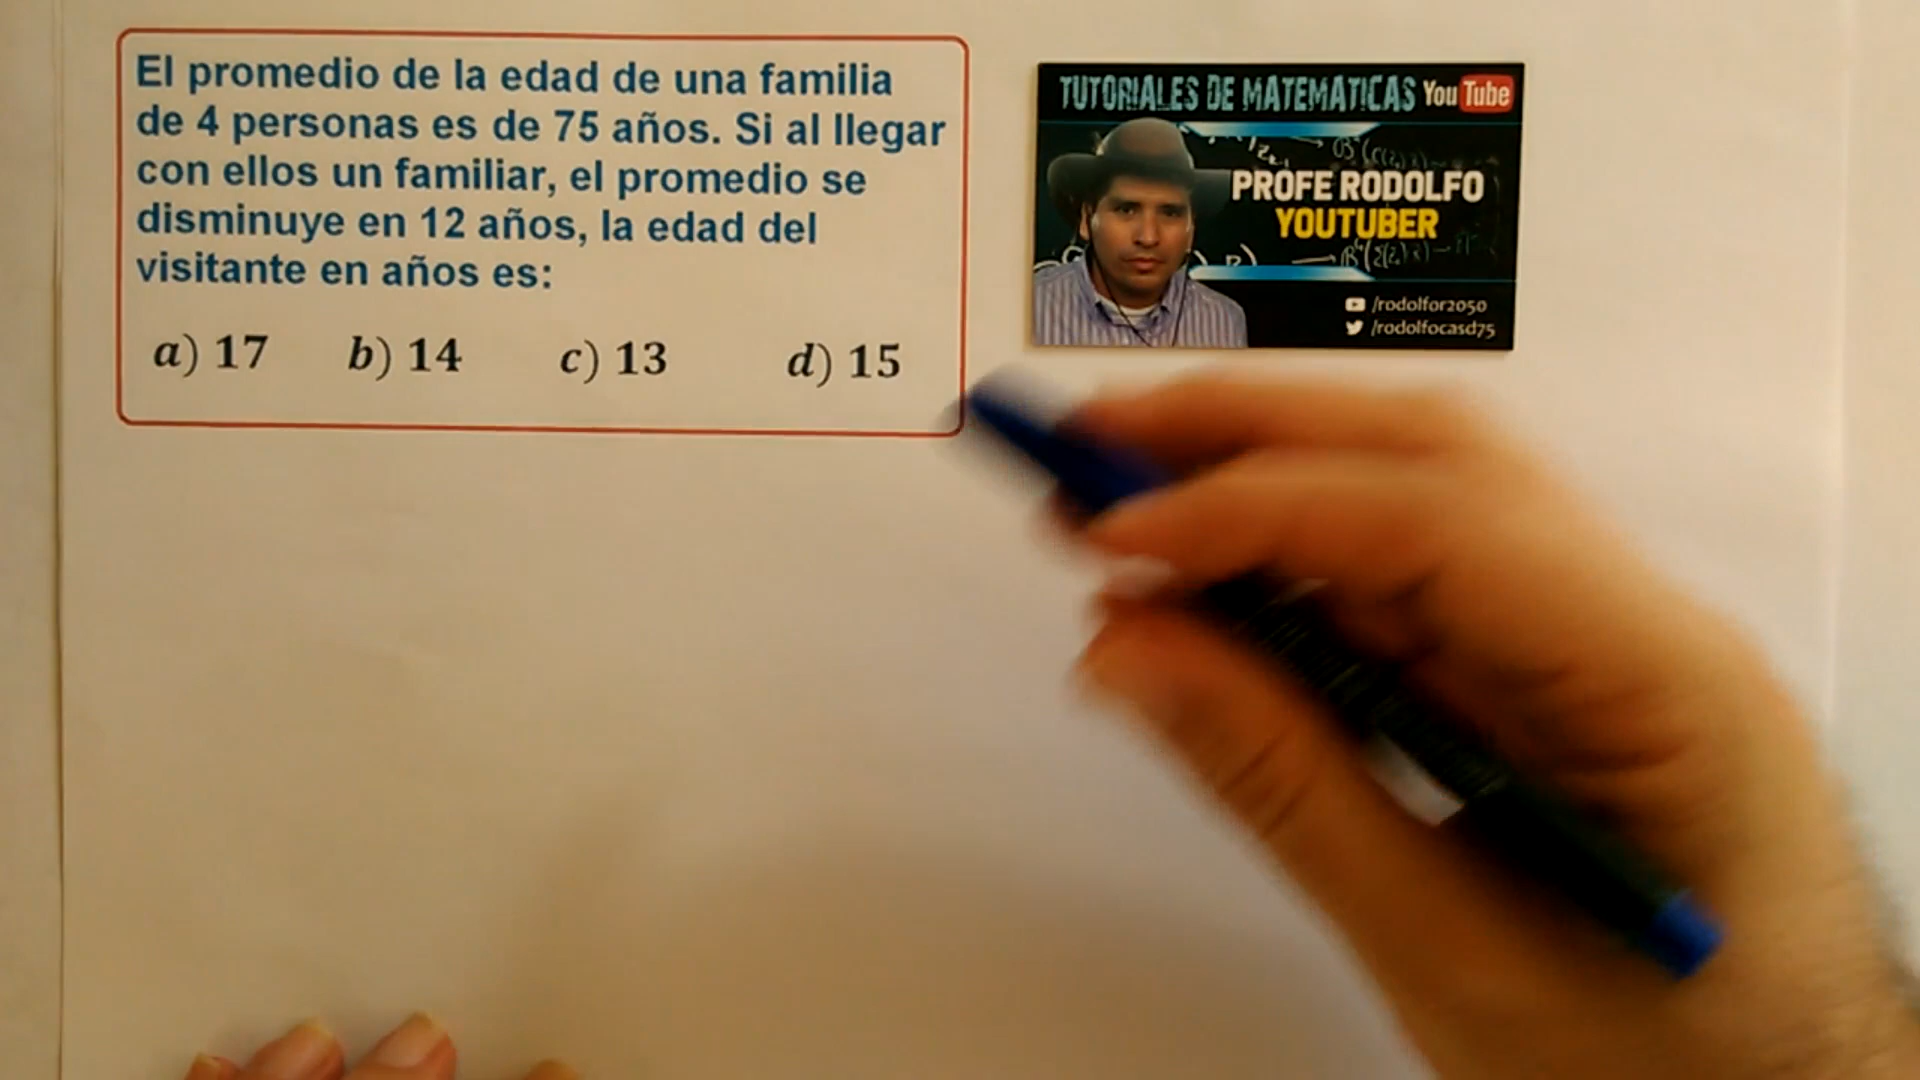 El promedio de la edad de una familia
de 4 personas es de 75 años. Si al llegar
con ellos un familiar, el promedio se
disminuye en 12 años, la edad del
visitante en años es:
a) 17 b) 14 c) 13 d) 15
TUTORIALES DE MATEMATICAS YouTube
PROFE RODOLFO
YOUTUBER
/rodolfor2050
/rodolfocasd75